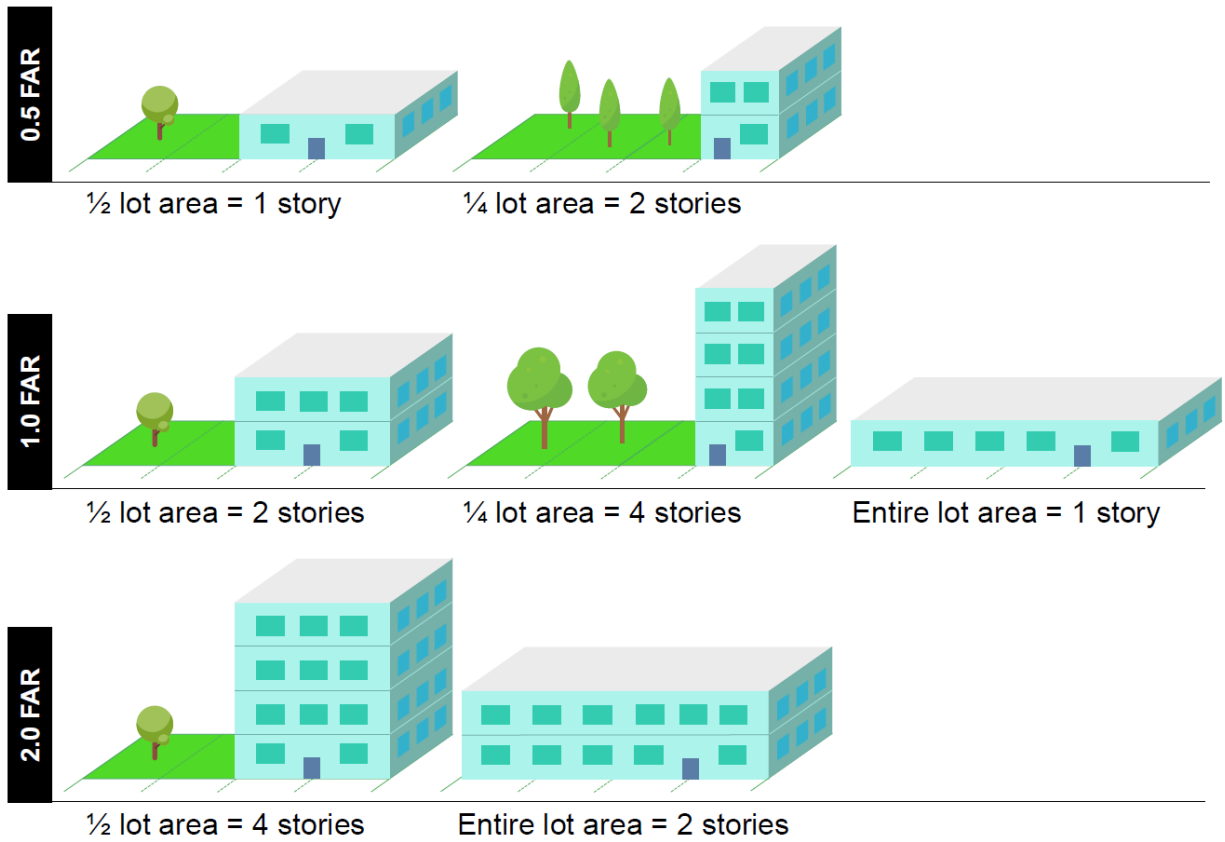 0.5 FAR
½ lot area = 1 story
¼ lot area = 2 stories
1.0 FAR
½ lot area = 2 stories
¼ lot area = 4 stories
Entire lot area = 1 story
2.0 FAR
½ lot area = 4 stories
Entire lot area = 2 stories